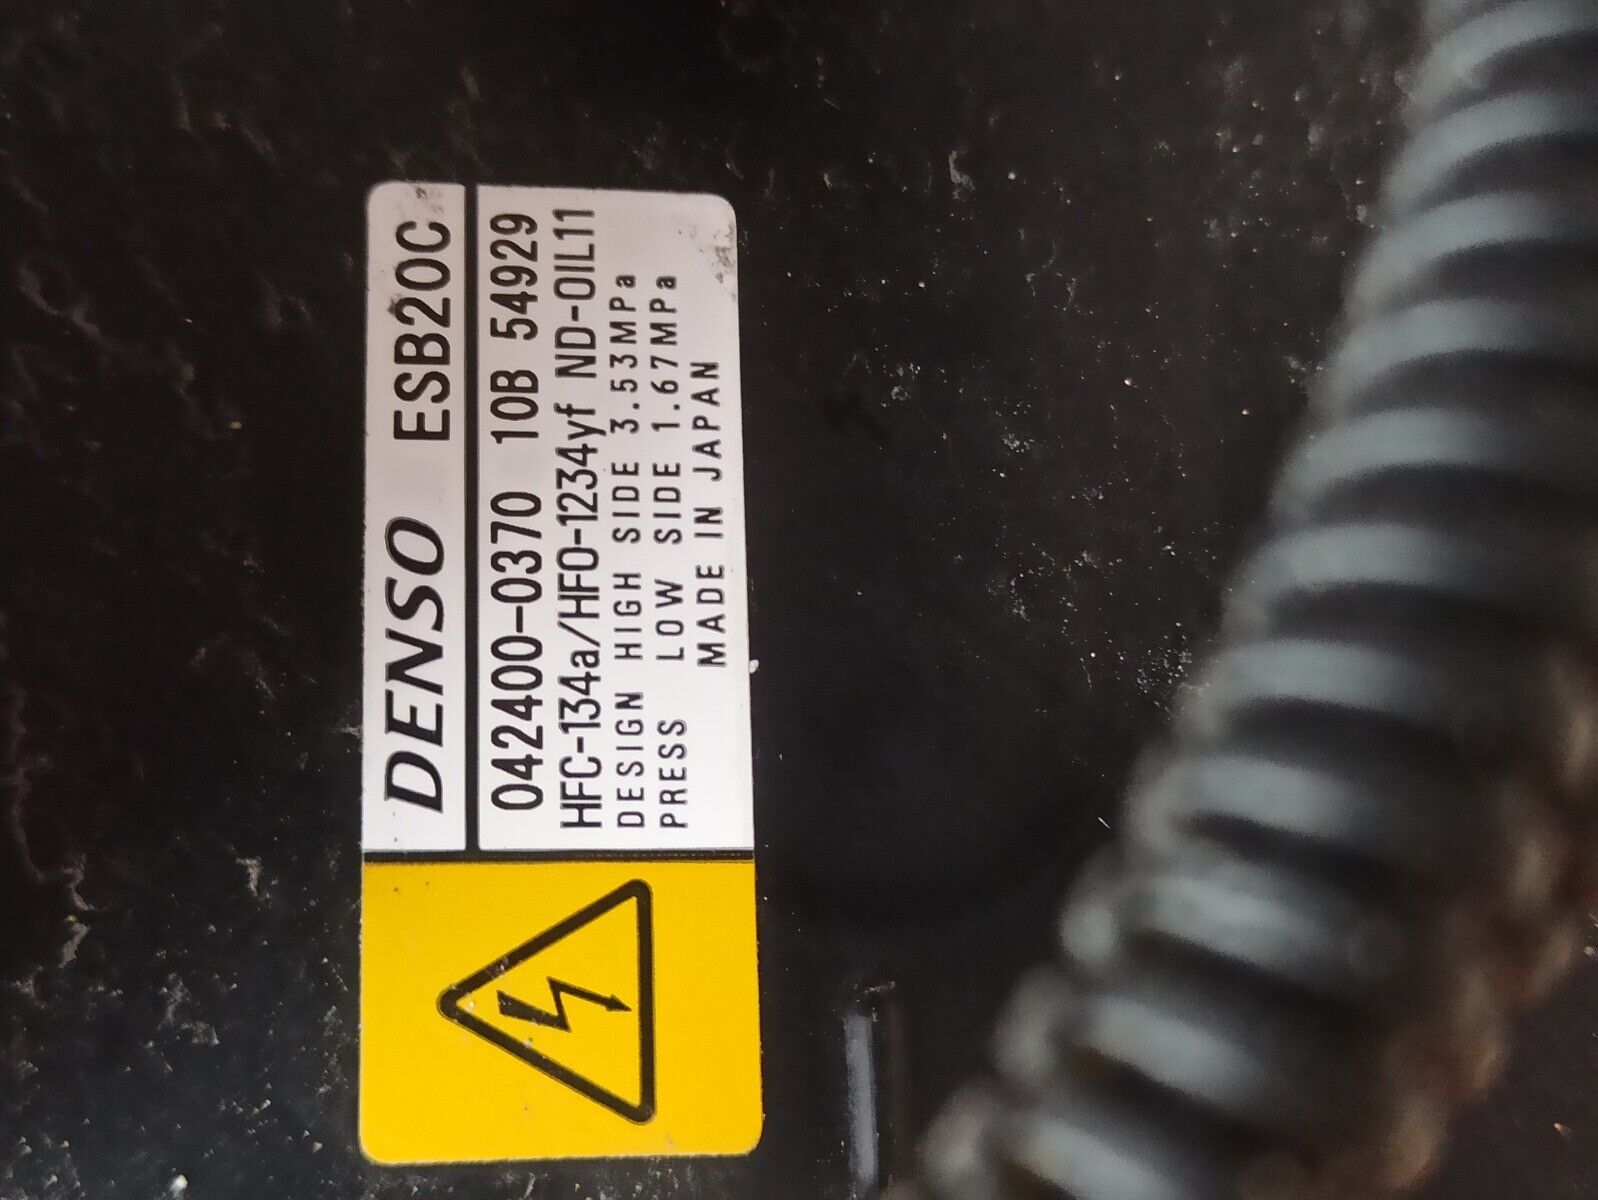 DENSO ESB20C
042400-0370 10B 54929
HFC-134a/HFO-1234yf ND-OIL11
DESIGN HIGH SIDE 3.53MPa
PRESS LOW SIDE 1.67MPa
MADE IN JAPAN